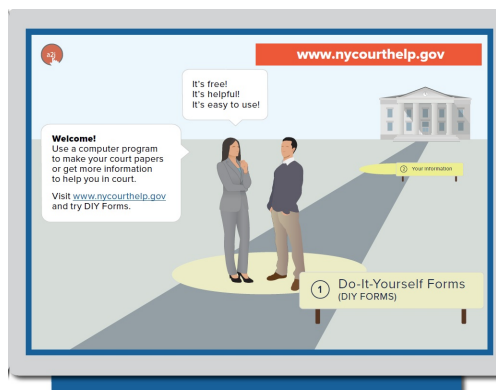 a2j
www.nycourthelp.gov
It's free!
It's helpful!
It's easy to use!
Welcome!
Use a computer program
to make your court papers
or get more information
to help you in court.
Visit www.nycourthelp.gov
and try DIY Forms.
2 Your Information
1 Do-It-Yourself Forms
(DIY FORMS)